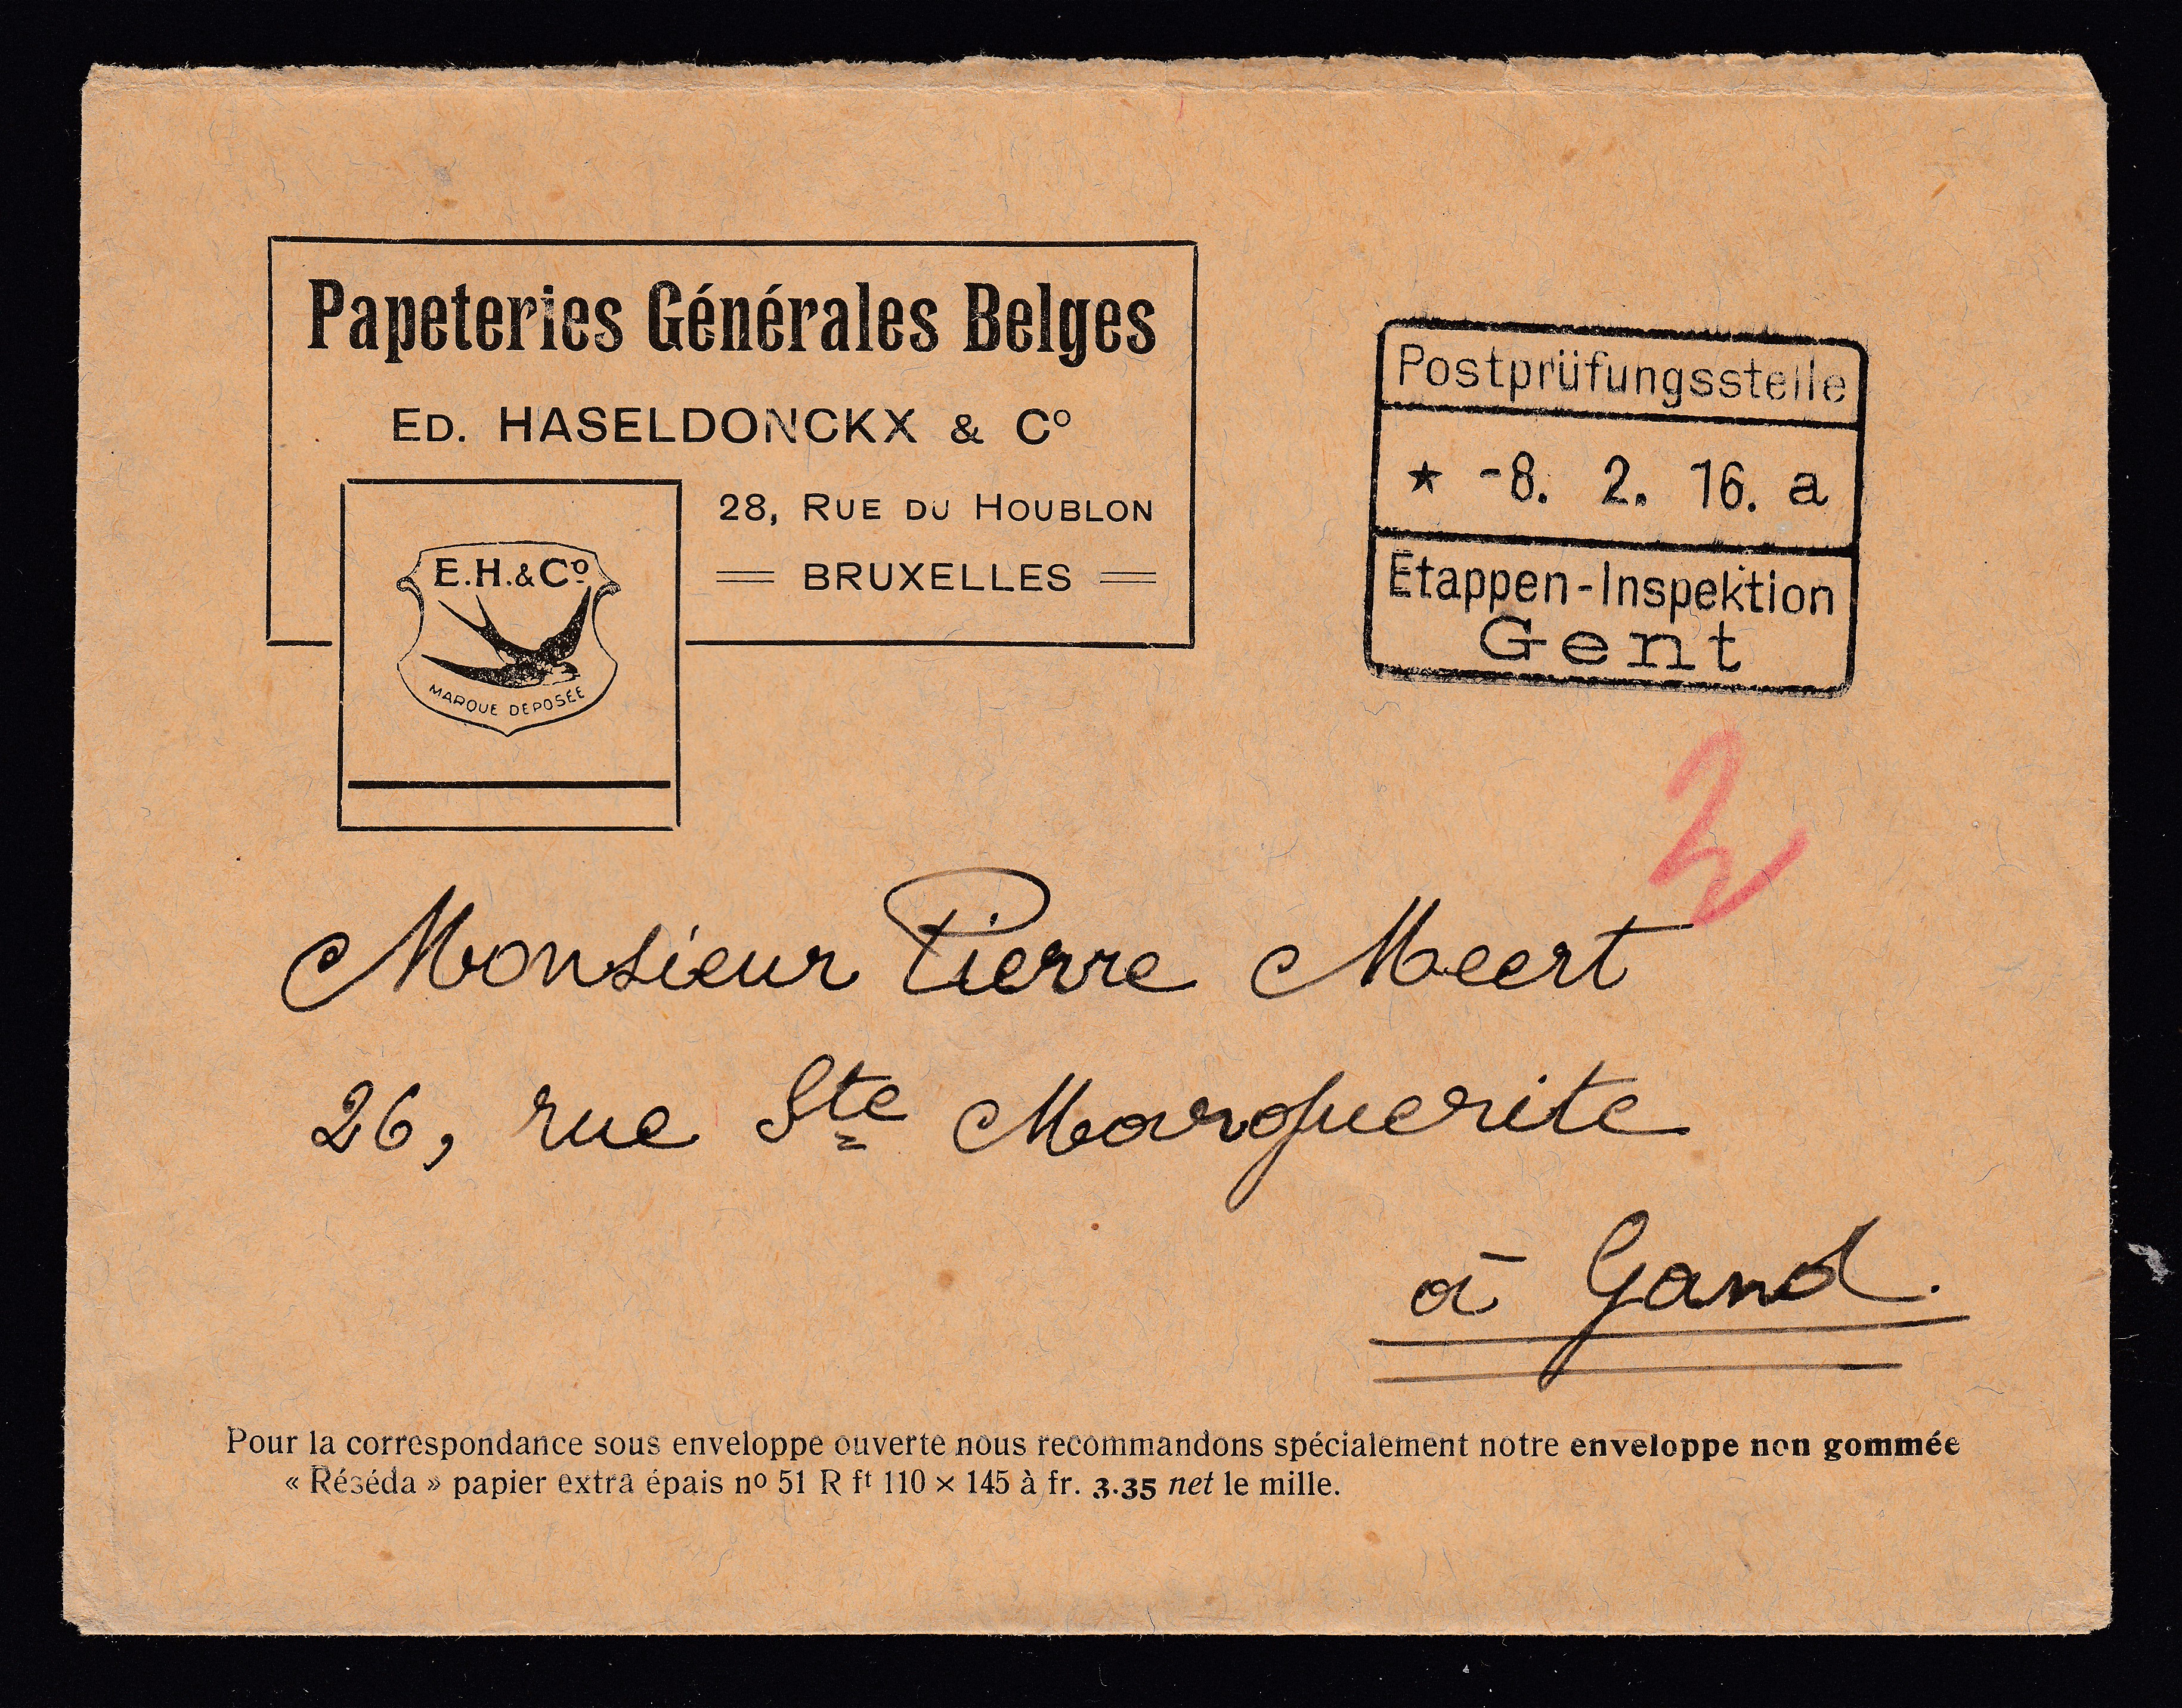 Papeteries Générales Belges
ED. HASELDONCKX & Cº
28, RUE DU HOUBLON
BRUXELLES
E.H.&Cº
MARQUE DEPOSÉE
Postprüfungsstelle
★ -8. 2. 16. a
Etappen-Inspektion
Gent
Monsieur Pierre Meert
26, rue Ste Marguerite
à Gand.
Pour la correspondance sous enveloppe ouverte nous recommandons spécialement notre enveloppe non gommée
« Réséda » papier extra épais nº 51 R ft 110 × 145 à fr. 3.35 net le mille.